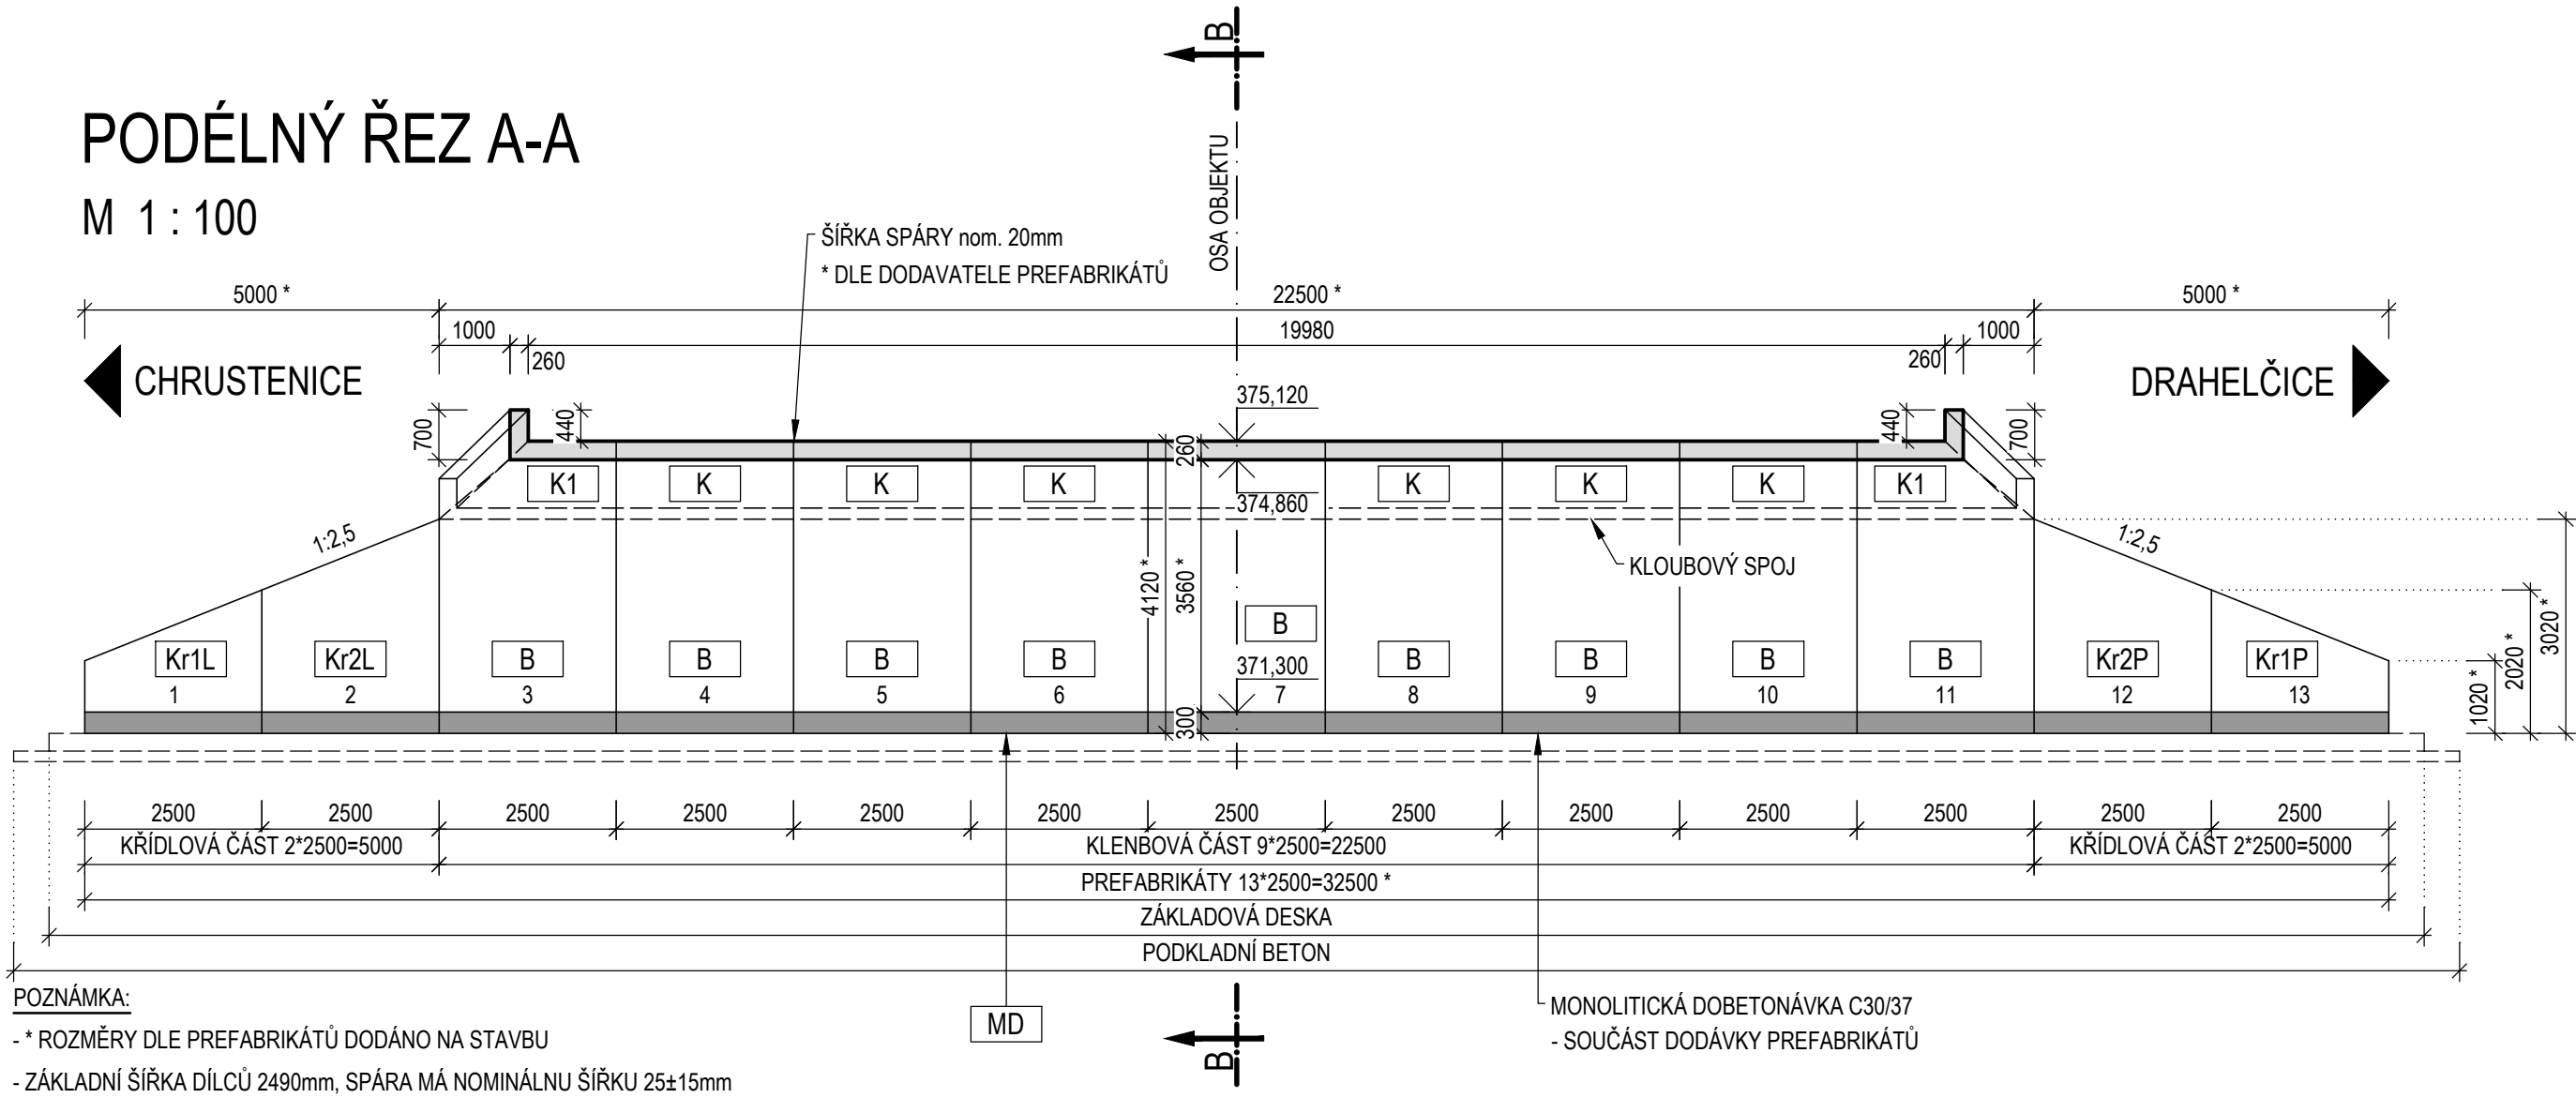 B
PODÉLNÝ ŘEZ A-A
M 1 : 100
OSA OBJEKTU
ŠÍŘKA SPÁRY nom. 20mm
* DLE DODAVATELE PREFABRIKÁTŮ
5000 * 22500 * 5000 *
1000 19980 1000
260 260
CHRUSTENICE DRAHELČICE
375,120
700 440 260 440 700
K1 K K K K K K K1
374,860
1:2,5 1:2,5
KLOUBOVÝ SPOJ
4120 * 3560 *
3020 *
2020 *
1020 *
B
Kr1L Kr2L B B B B 371,300 B B B B Kr2P Kr1P
1 2 3 4 5 6 7 8 9 10 11 12 13
300
2500 2500 2500 2500 2500 2500 2500 2500 2500 2500 2500 2500 2500
KŘÍDLOVÁ ČÁST 2*2500=5000 KLENBOVÁ ČÁST 9*2500=22500 KŘÍDLOVÁ ČÁST 2*2500=5000
PREFABRIKÁTY 13*2500=32500 *
ZÁKLADOVÁ DESKA
PODKLADNÍ BETON
POZNÁMKA:
- * ROZMĚRY DLE PREFABRIKÁTŮ DODÁNO NA STAVBU
- ZÁKLADNÍ ŠÍŘKA DÍLCŮ 2490mm, SPÁRA MÁ NOMINÁLNU ŠÍŘKU 25±15mm
MD
B
MONOLITICKÁ DOBETONÁVKA C30/37
- SOUČÁST DODÁVKY PREFABRIKÁTŮ